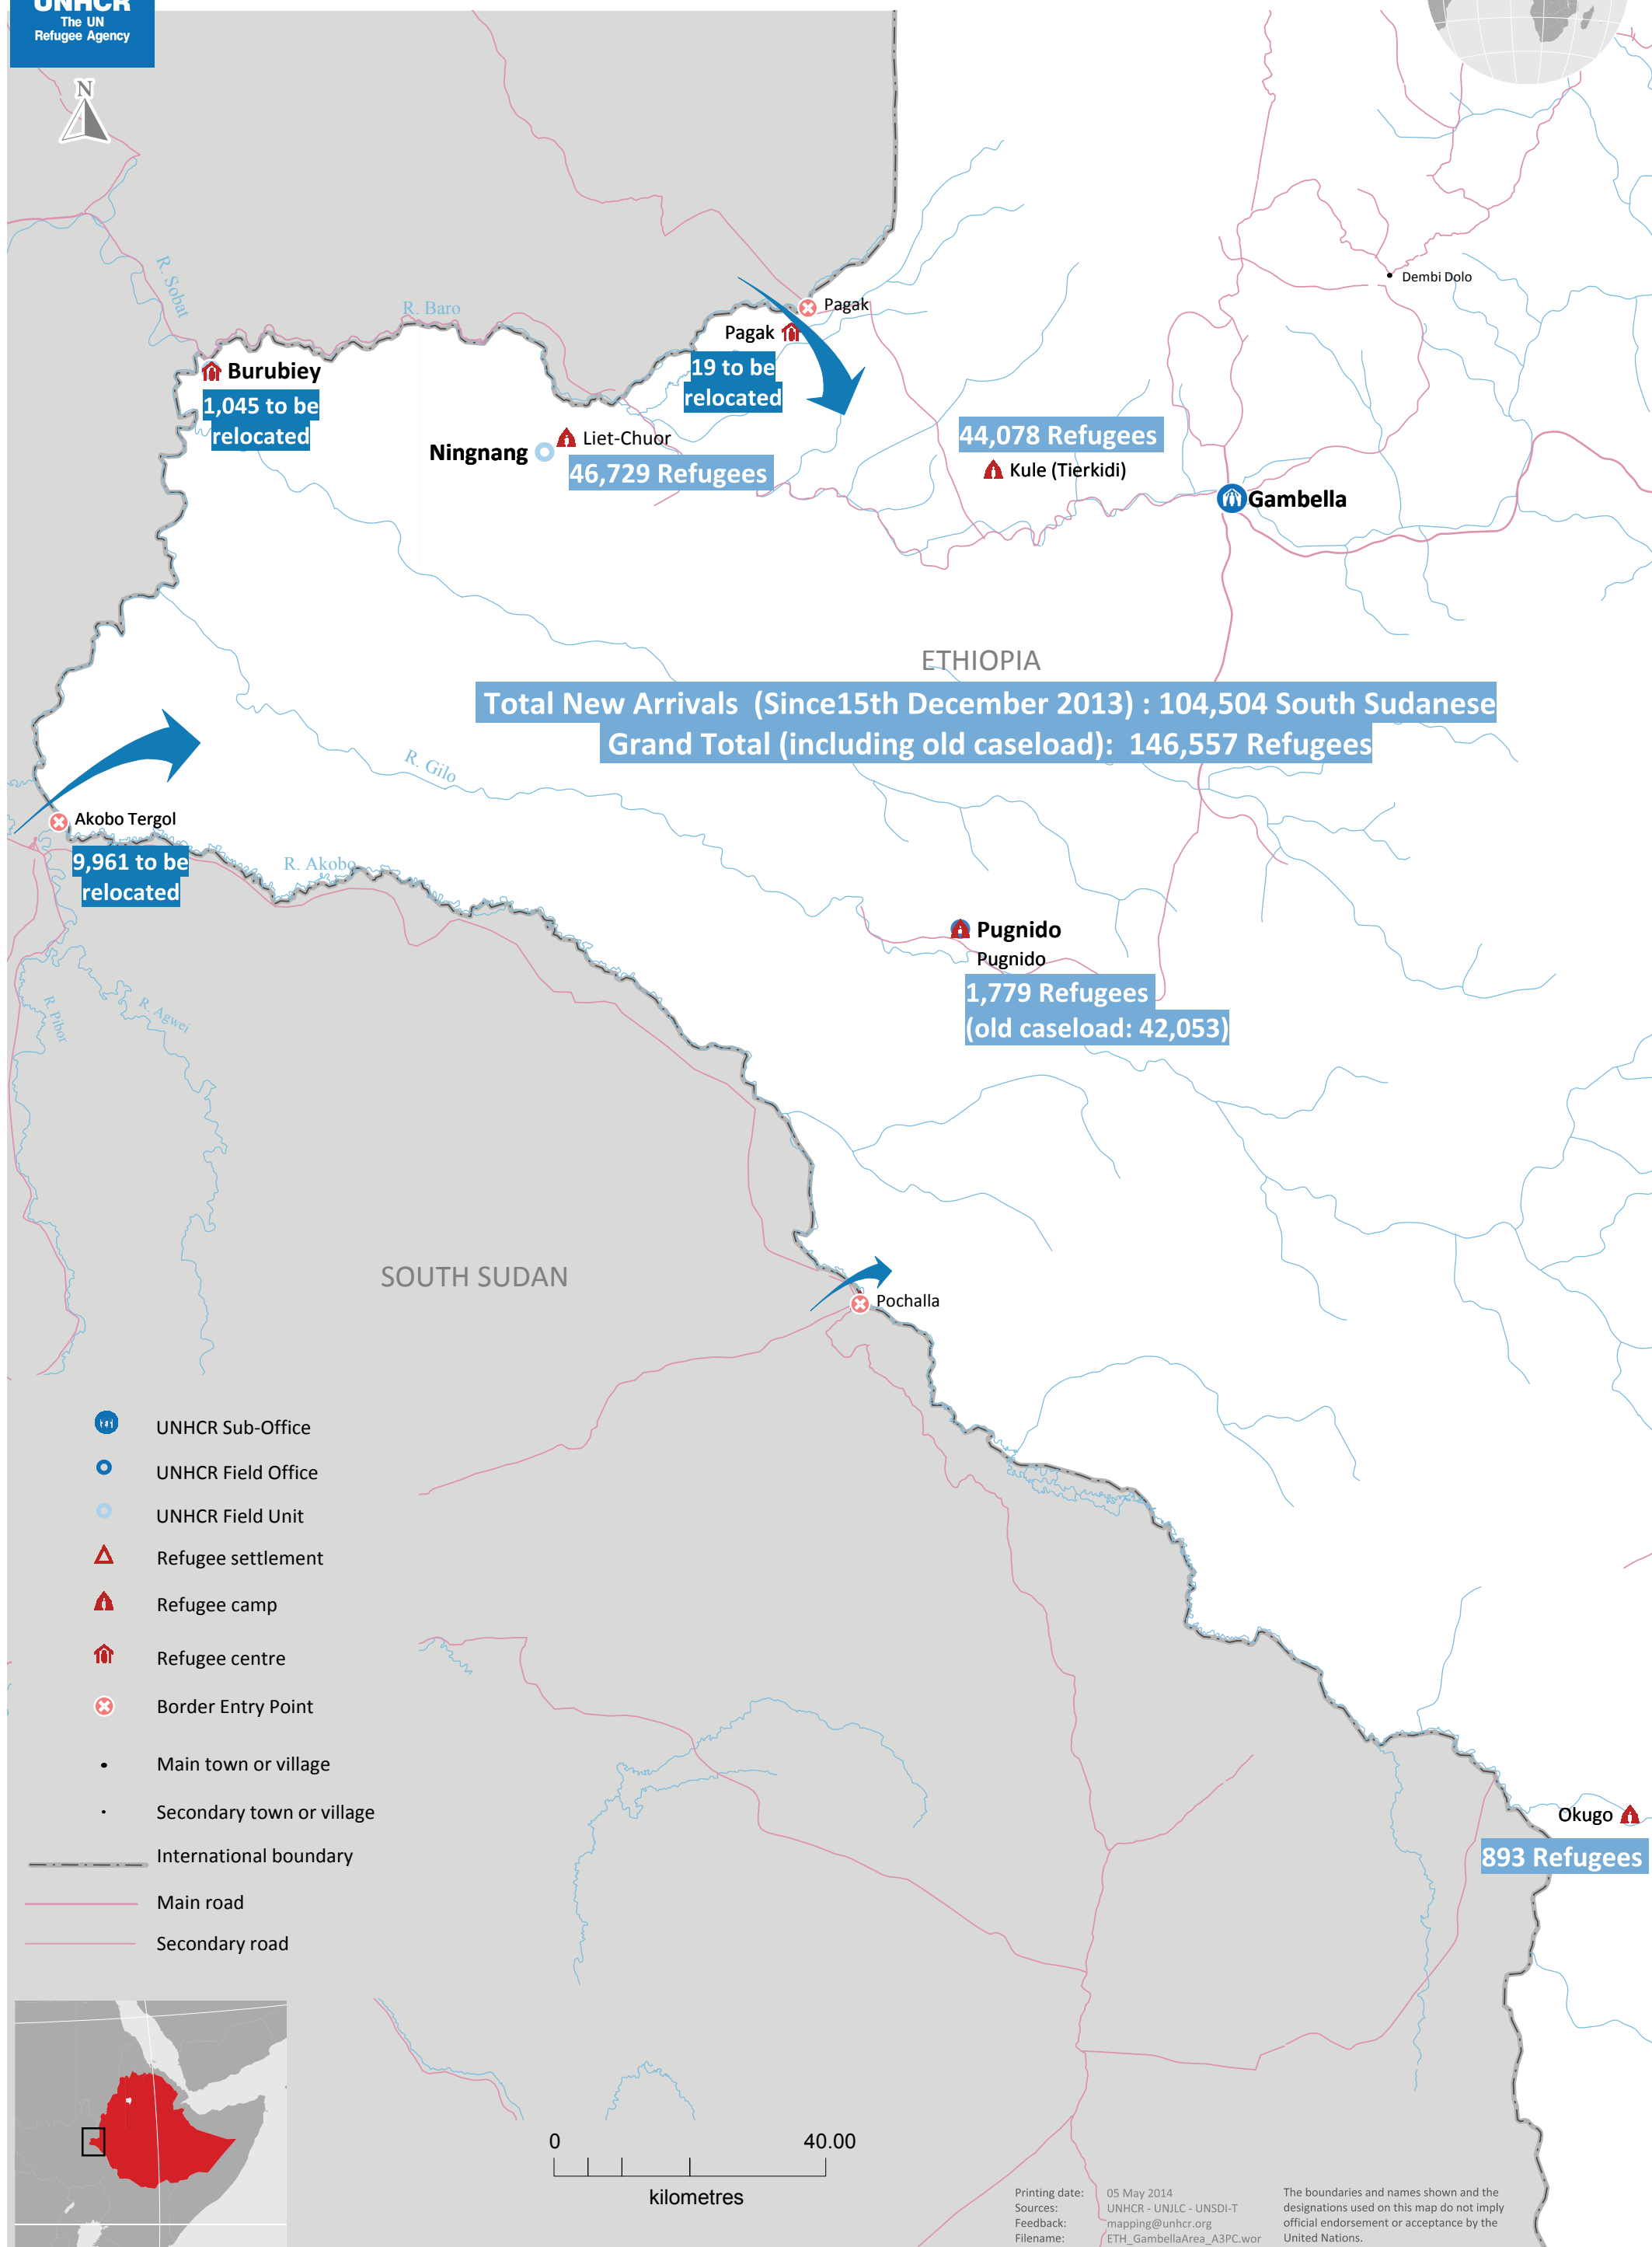 UNHCR
The UN
Refugee Agency
N
R. Sobat
R. Baro
Pagak
Dembi Dolo
Pagak
19 to be
relocated
Burubiey
1,045 to be
relocated
Ningnang
Liet-Chuor
46,729 Refugees
44,078 Refugees
Kule (Tierkidi)
Gambella
ETHIOPIA
Total New Arrivals (Since15th December 2013) : 104,504 South Sudanese
Grand Total (including old caseload): 146,557 Refugees
R. Gilo
Akobo Tergol
9,961 to be
relocated
R. Akobo
Pugnido
Pugnido
1,779 Refugees
(old caseload: 42,053)
R. Pibor
R. Agwei
SOUTH SUDAN
Pochalla
UNHCR Sub-Office
UNHCR Field Office
UNHCR Field Unit
Refugee settlement
Refugee camp
Refugee centre
Border Entry Point
Main town or village
Secondary town or village
International boundary
Main road
Secondary road
Okugo
893 Refugees
0 40.00
kilometres
Printing date: 05 May 2014
Sources: UNHCR - UNJLC - UNSDI-T
Feedback: mapping@unhcr.org
Filename: ETH_GambellaArea_A3PC.wor
The boundaries and names shown and the
designations used on this map do not imply
official endorsement or acceptance by the
United Nations.